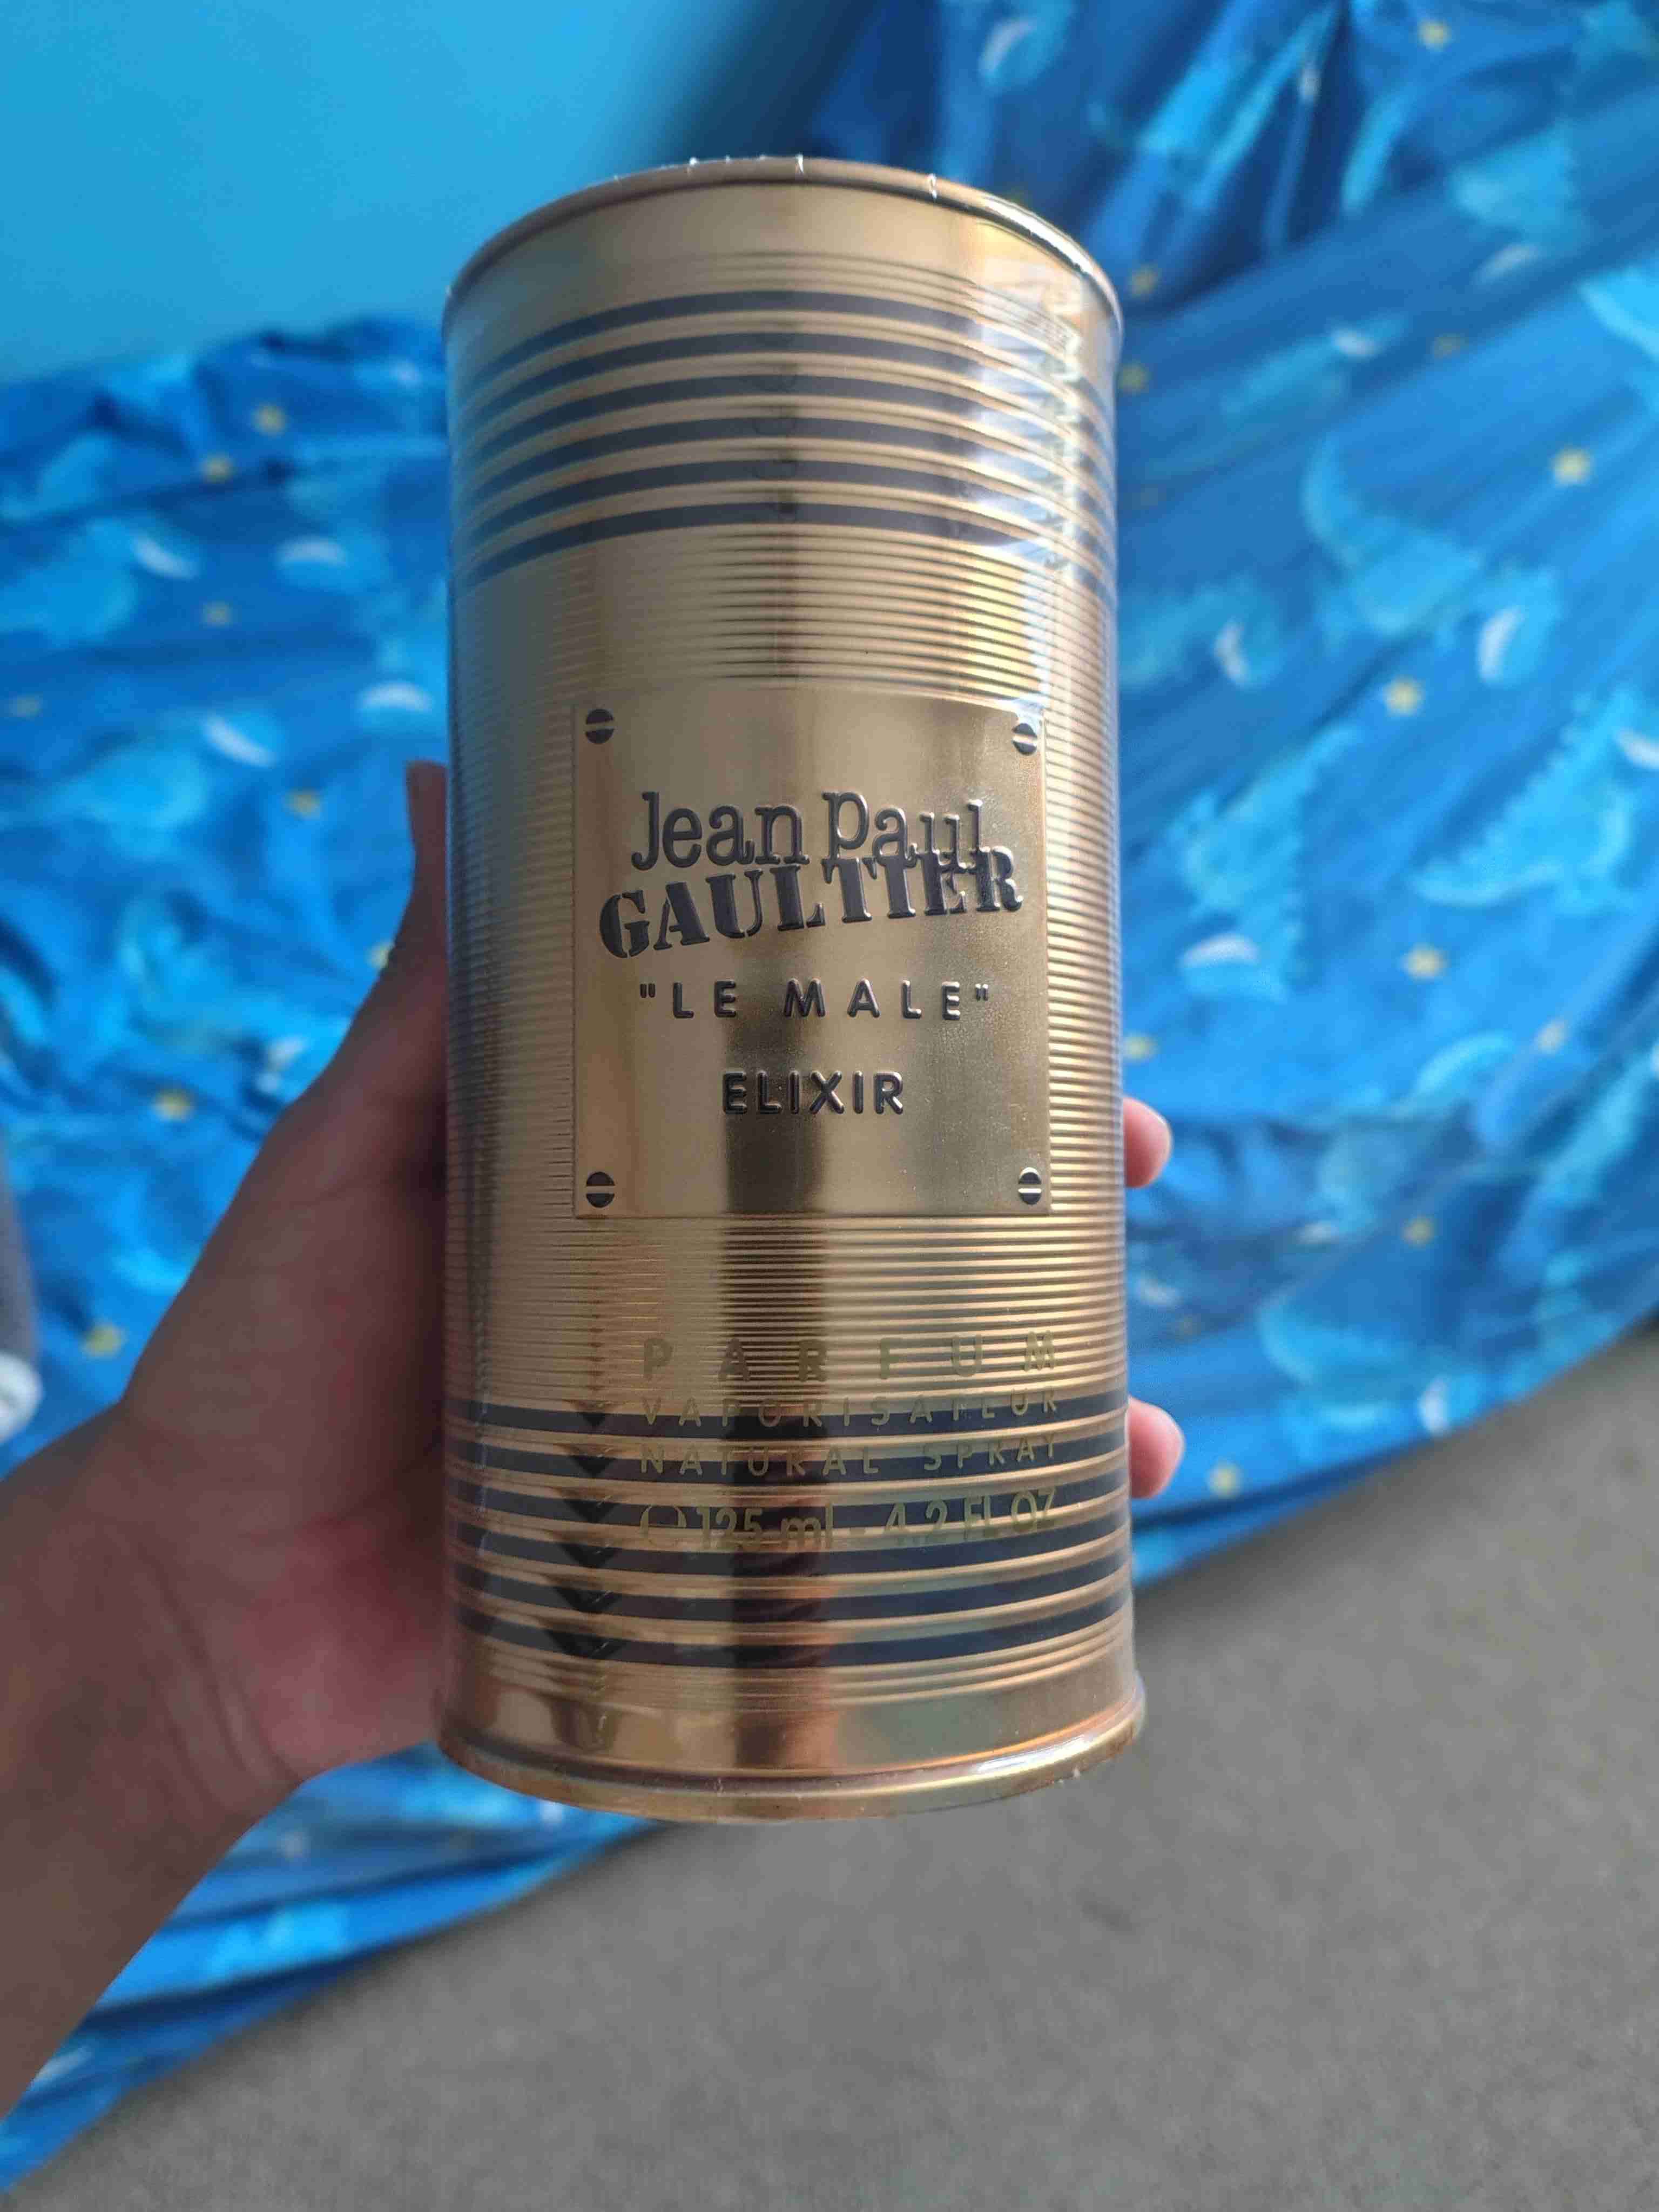 Jean Paul
GAULTIER
"LE MALE"
ELIXIR
PARFUM
VAPORISATEUR
NATURAL SPRAY
℮ 125 ml - 4.2 FL OZ